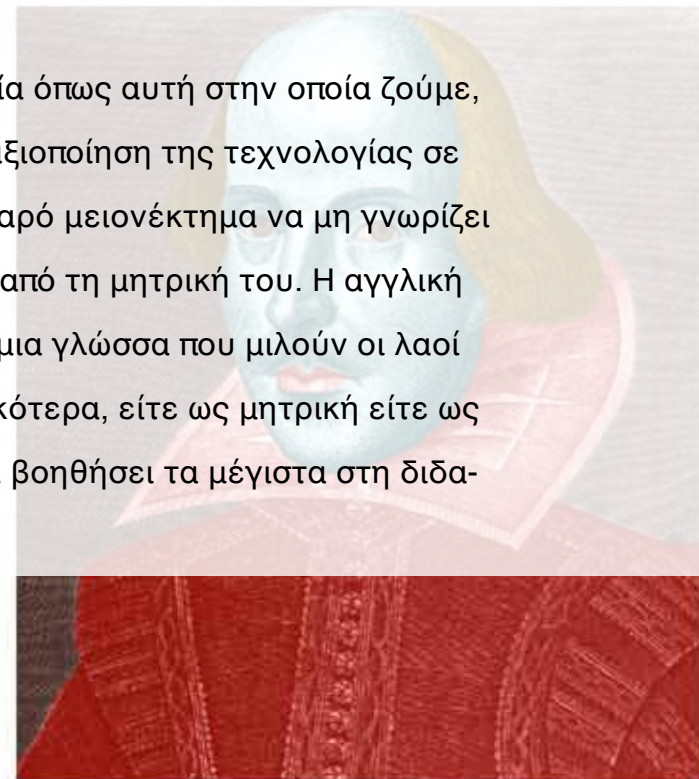 ία όπως αυτή στην οποία ζούμε,
ξιοποίηση της τεχνολογίας σε
αρό μειονέκτημα να μη γνωρίζει
από τη μητρική του. Η αγγλική
μια γλώσσα που μιλούν οι λαοί
κότερα, είτε ως μητρική είτε ως
βοηθήσει τα μέγιστα στη διδα-